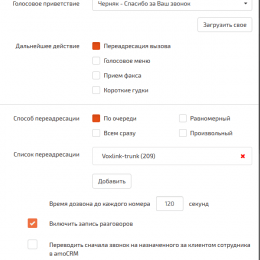 Голосовое приветствие Черняя - Спасибо за Ваш звонок
Загрузить свое
Дальнейшее действие Переадресация вызова
Голосовое меню
Прием факса
Короткие гудки
Способ переадресации По очереди Равномерный
Всем сразу Произвольный
Список переадресации Voxlink-trunk (209)
Добавить
Время дозвона до каждого номера 120 секунд
Включить запись разговоров
Переводить сначала звонок на назначенного за клиентом сотрудника
в amoCRM